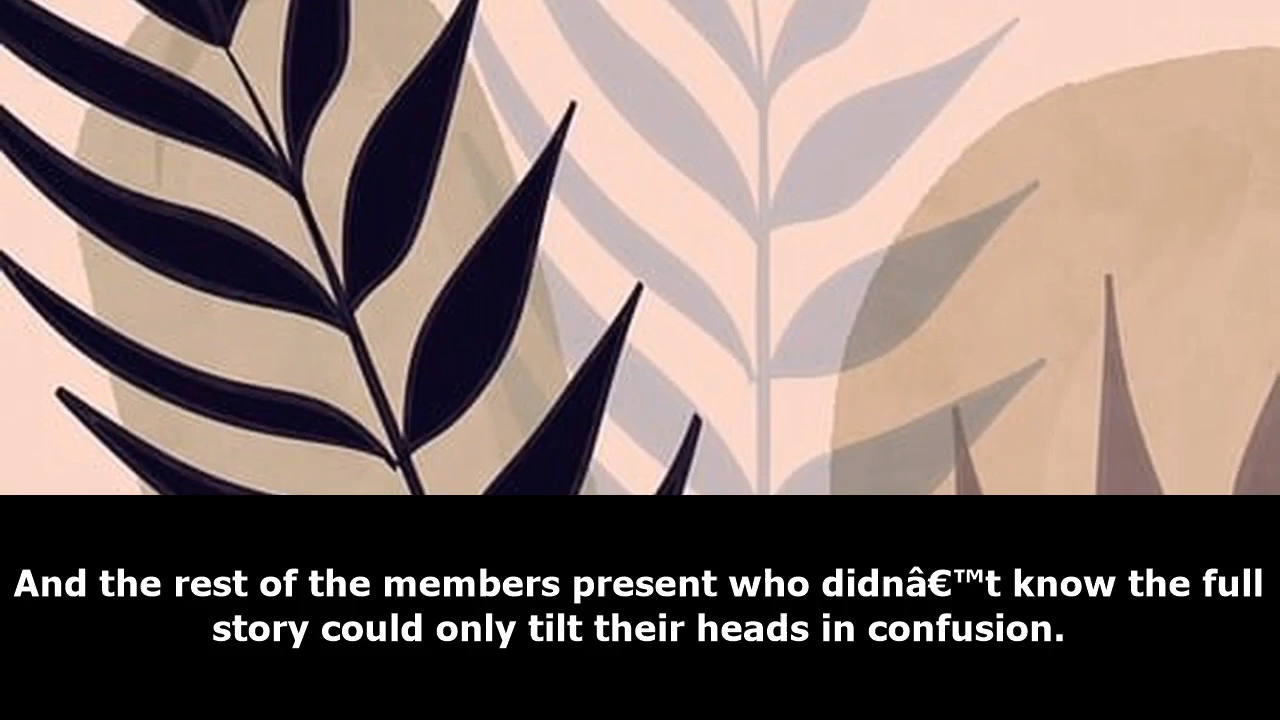 And the rest of the members present who didnâ€™t know the full
story could only tilt their heads in confusion.